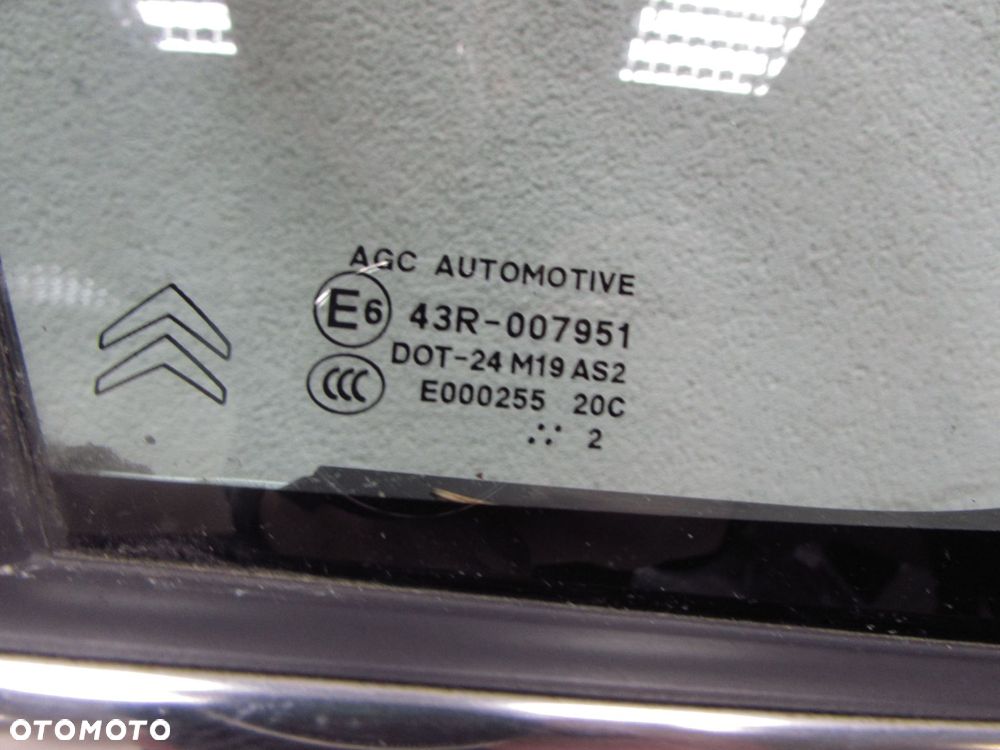 AGC AUTOMOTIVE
E6 43R-007951
DOT-24 M19 AS2
CCC E000255 20C
∵ 2
OTOMOTO